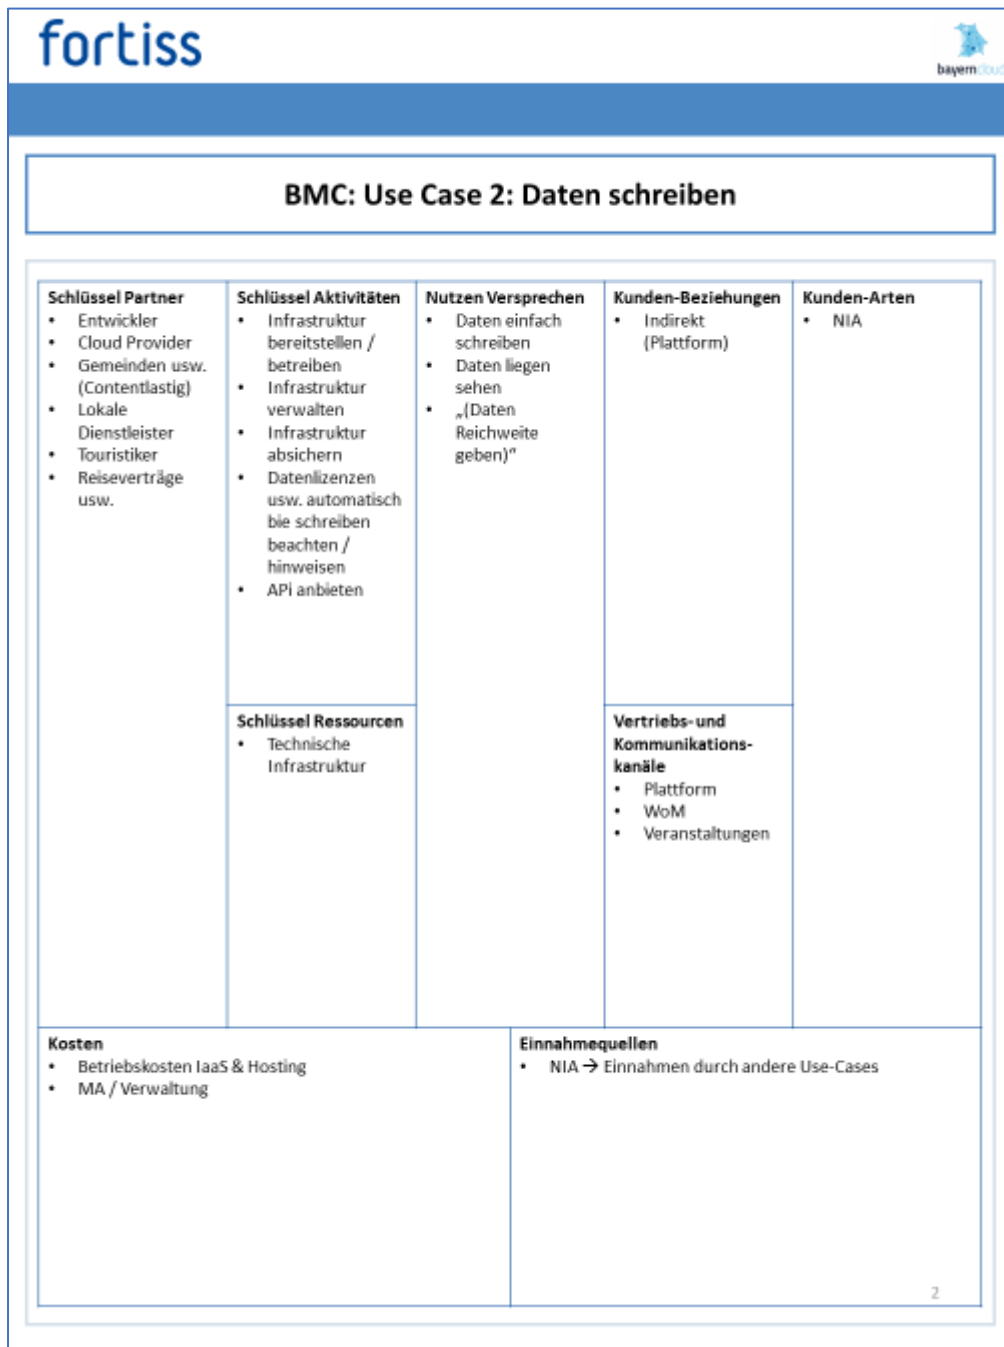 fortiss
bayerncloud
BMC: Use Case 2: Daten schreiben
Schlüssel Partner
• Entwickler
• Cloud Provider
• Gemeinden usw.
(Contentlastig)
• Lokale
Dienstleister
• Touristiker
• Reiseverträge
usw.
Schlüssel Aktivitäten
• Infrastruktur
bereitstellen /
betreiben
• Infrastruktur
verwalten
• Infrastruktur
absichern
• Datenlizenzen
usw. automatisch
bie schreiben
beachten /
hinweisen
• APi anbieten
Schlüssel Ressourcen
• Technische
Infrastruktur
Nutzen Versprechen
• Daten einfach
schreiben
• Daten liegen
sehen
• „(Daten
Reichweite
geben)“
Kunden-Beziehungen
• Indirekt
(Plattform)
Vertriebs- und
Kommunikations-
kanäle
• Plattform
• WoM
• Veranstaltungen
Kunden-Arten
• NIA
Kosten
• Betriebskosten IaaS & Hosting
• MA / Verwaltung
Einnahmequellen
• NIA → Einnahmen durch andere Use-Cases
2